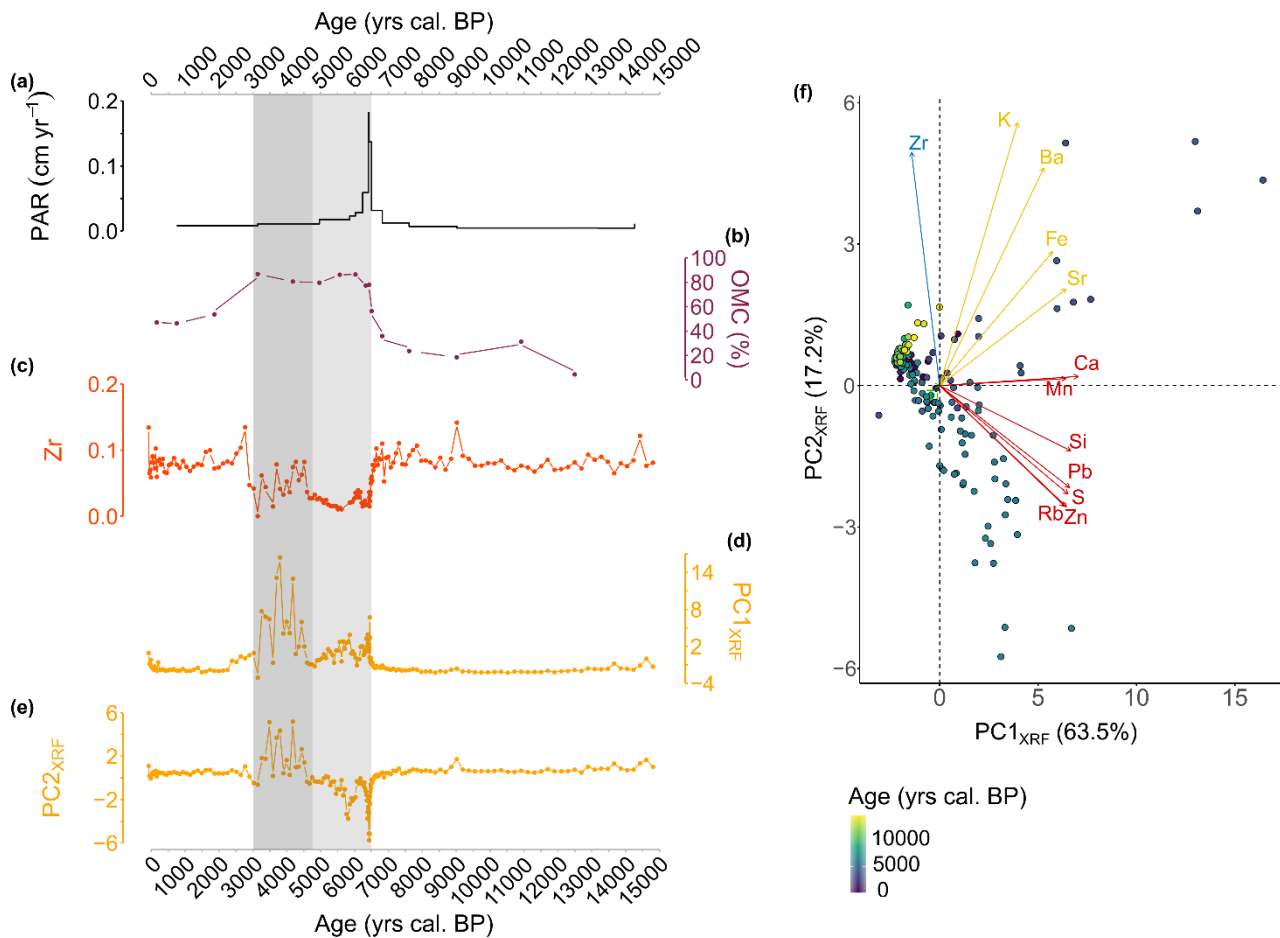 Age (yrs cal. BP)
0 1000 2000 3000 4000 5000 6000 7000 8000 9000 10000 11000 12000 13000 14000 15000
(a)
0.2
0.1
0.0
PAR (cm yr⁻¹)
(b)
100
80
60
40
20
0
OMC (%)
(c)
0.2
0.1
0.0
Zr
(d)
14
8
2
−4
PC1XRF
(e)
6
2
−2
−6
PC2XRF
0 1000 2000 3000 4000 5000 6000 7000 8000 9000 10000 11000 12000 13000 14000 15000
Age (yrs cal. BP)
(f)
6
3
0
−3
−6
PC2XRF (17.2%)
K
Zr
Ba
Fe
Sr
Ca
Mn
Si
Pb
S
Rb Zn
0 5 10 15
PC1XRF (63.5%)
Age (yrs cal. BP)
10000
5000
0